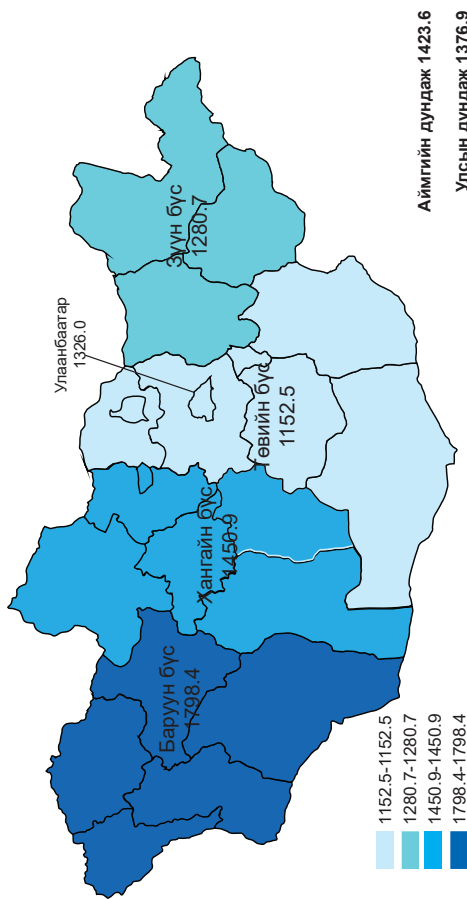 Улаанбаатар
1326.0
Зүүн бүс
1280.7
Төвийн бүс
1152.5
Хангайн бүс
1450.9
Баруун бүс
1798.4
1152.5-1152.5
1280.7-1280.7
1450.9-1450.9
1798.4-1798.4
Аймгийн дундаж 1423.6
Улсын дундаж 1376.9